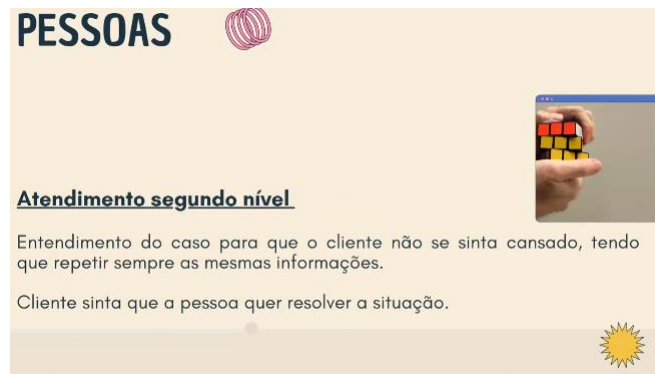 PESSOAS
Atendimento segundo nível
Entendimento do caso para que o cliente não se sinta cansado, tendo
que repetir sempre as mesmas informações.
Cliente sinta que a pessoa quer resolver a situação.